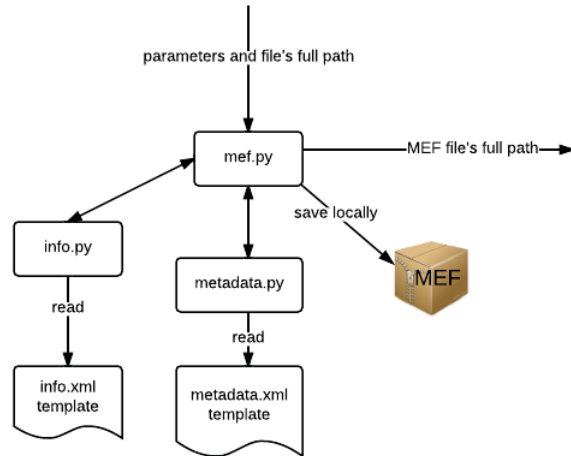 parameters and file's full path
mef.py
MEF file's full path
save locally
info.py
metadata.py
MEF
read
read
info.xml
template
metadata.xml
template